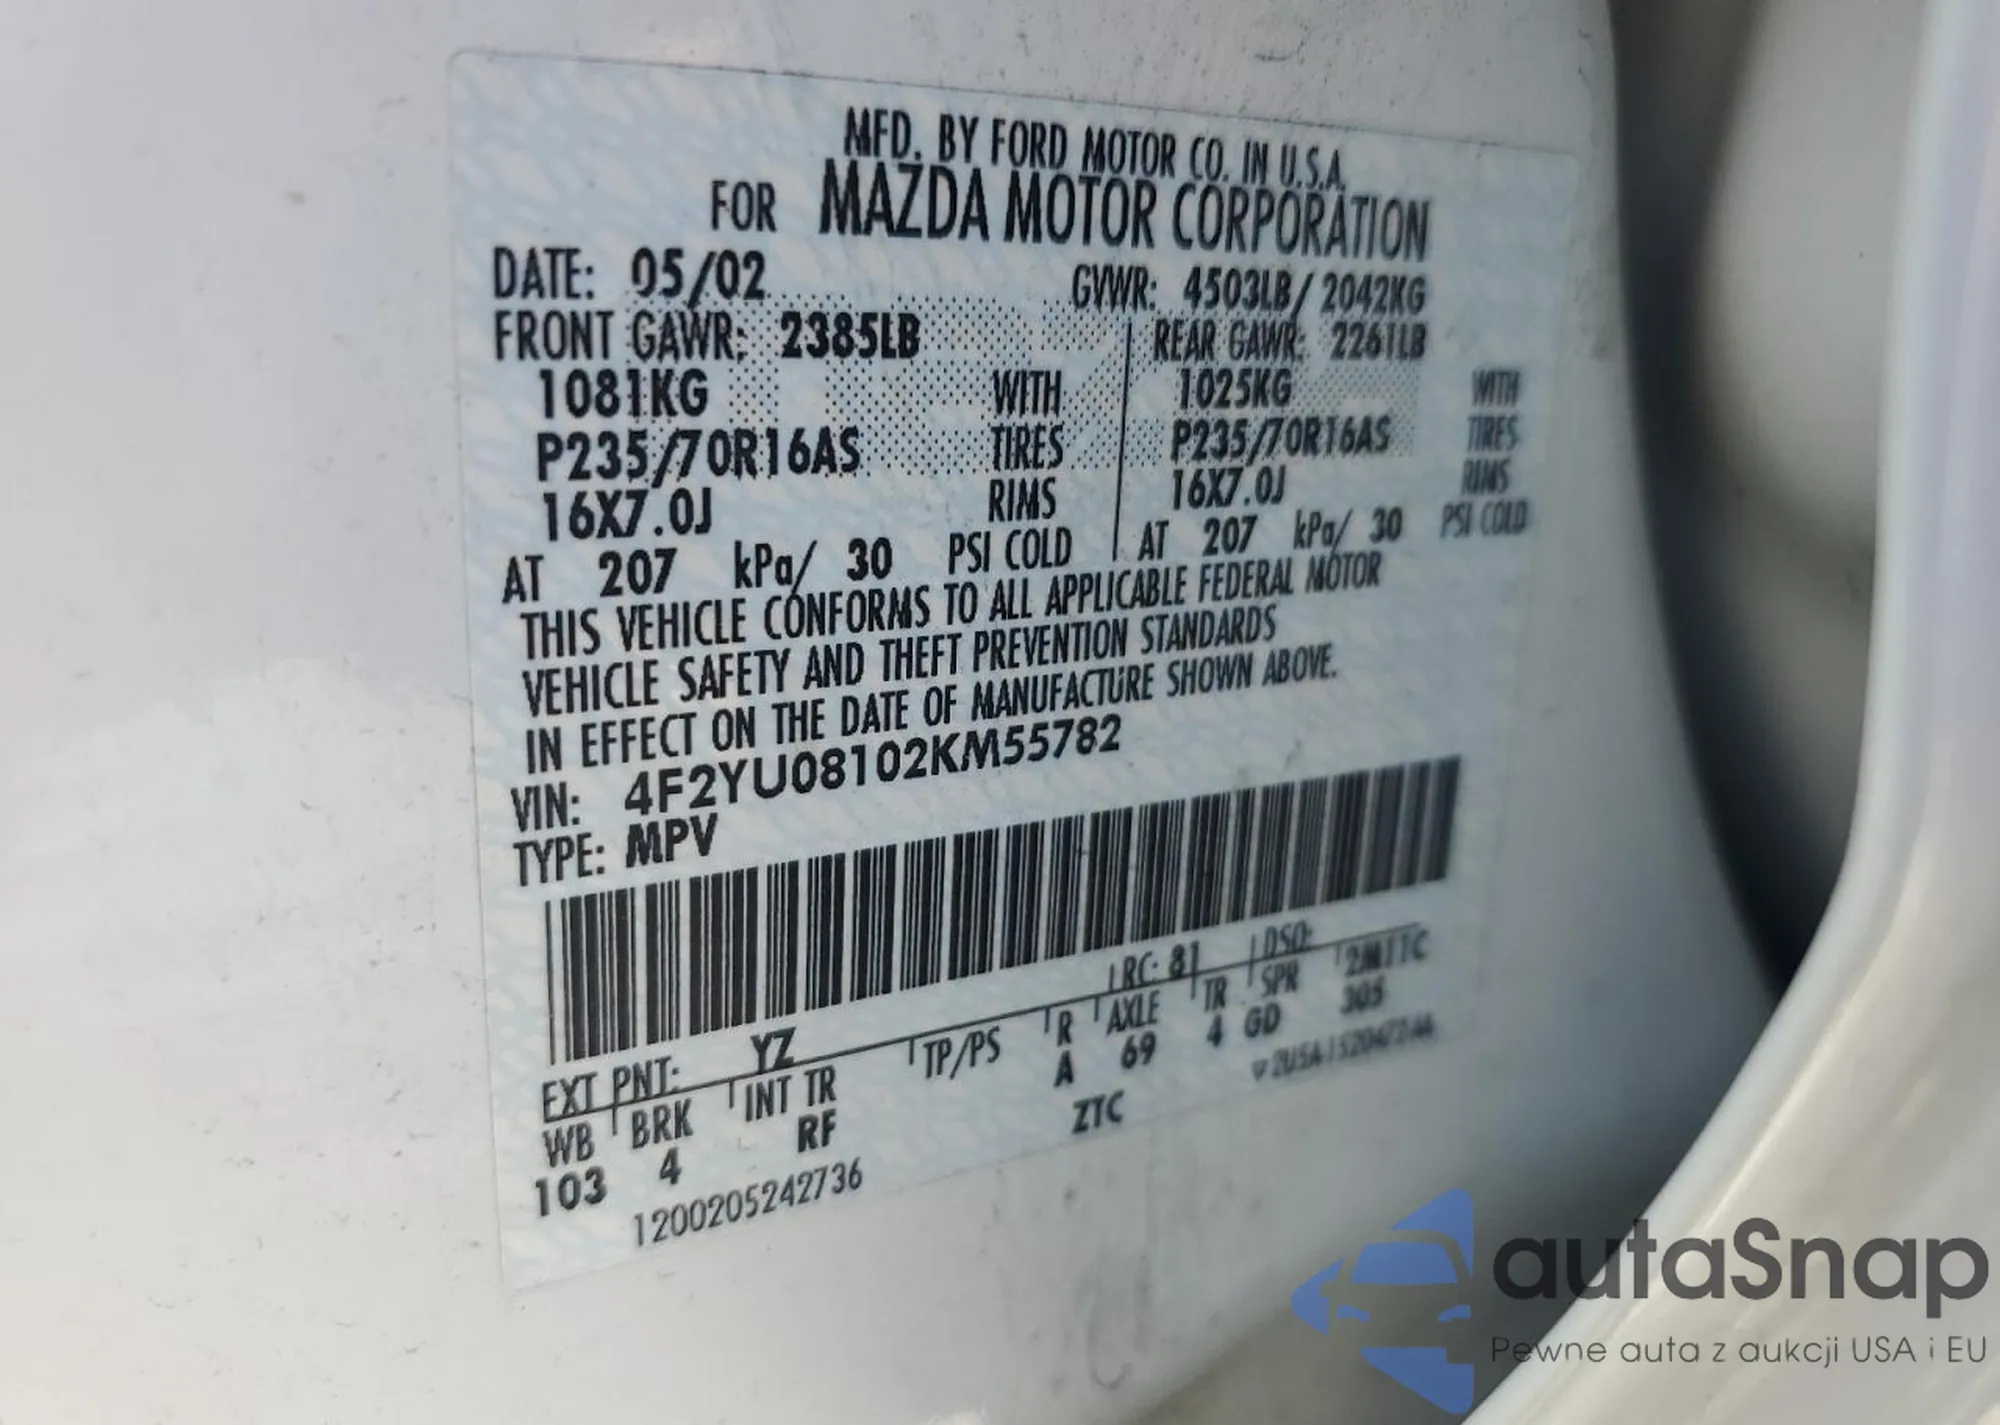 MFD. BY FORD MOTOR CO. IN U.S.A.
FOR MAZDA MOTOR CORPORATION
DATE: 05/02 GVWR: 4503LB/ 2042KG
FRONT GAWR: 2385LB REAR GAWR: 2261LB
1081KG WITH 1025KG WITH
P235/70R16AS TIRES P235/70R16AS TIRES
16X7.0J RIMS 16X7.0J RIMS
AT 207 kPa/ 30 PSI COLD AT 207 kPa/ 30 PSI COLD
THIS VEHICLE CONFORMS TO ALL APPLICABLE FEDERAL MOTOR
VEHICLE SAFETY AND THEFT PREVENTION STANDARDS
IN EFFECT ON THE DATE OF MANUFACTURE SHOWN ABOVE.
VIN: 4F2YU08102KM55782
TYPE: MPV
EXT PNT: YZ RC: 81 DSO:
WB BRK INT TR TP/PS R AXLE TR SPR 2M11C
103 4 RF A 69 4 GD 305
1200205242736 ZTC
autoSnap
Pewne auta z aukcji USA i EU